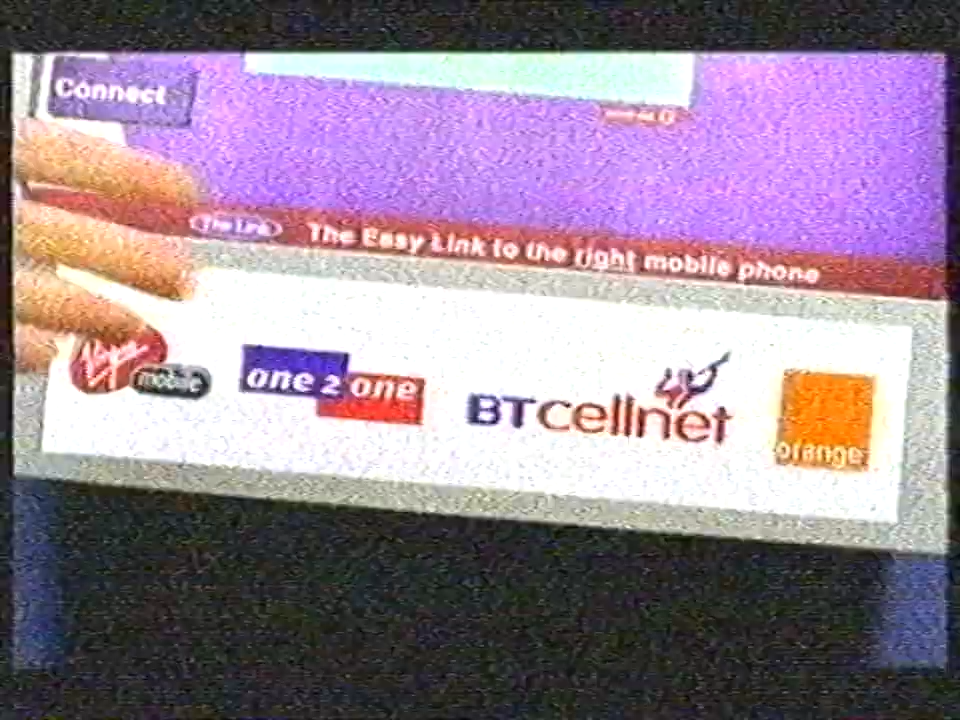 Connect
The Link The Easy Link to the right mobile phone
Virgin mobile
one 2 one
BTcellnet
orange